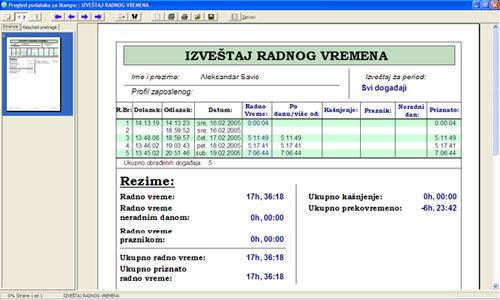 Pregled podataka za štampu : IZVEŠTAJ RADNOG VREMENA
Zatvori
Stranice Rezultati pretrage
IZVEŠTAJ RADNOG VREMENA
Ime i prezime: Aleksandar Savis Izveštaj za period:
Profil zaposlenog: Svi događaji
R.Br: Dolazak: Odlazak: Datum: Radno Vreme: Po danu/više od: Kašnjenje: Praznik: Neradni dan: Priznato:
1 14:13:19 14:13:23 sre, 16.02.2005 0:00:04 0:00:04
2 18:59:52 sre, 16.02.2005
3 13:48:08 18:59:57 čet, 17.02.2005 5:11:49 5:11:49 5:11:49
4 13:46:02 19:03:43 pet, 18.02.2005 5:17:41 5:17:41 5:17:41
5 13:45:02 20:51:46 sub, 19.02.2005 7:06:44 7:06:44 7:06:44
Ukupno obrađenih događaja: 5
Rezime:
Radno vreme: 17h, 36:18 Ukupno kašnjenje: 0h, 00:00
Radno vreme Ukupno prekovremeno: -6h, 23:42
neradnim danom: 0h, 00:00
Radno vreme
praznikom: 0h, 00:00
Ukupno radno vreme: 17h, 36:18
Ukupno priznato
radno vreme: 17h, 36:18
0% Strana 1 od 1 IZVEŠTAJ RADNOG VREMENA